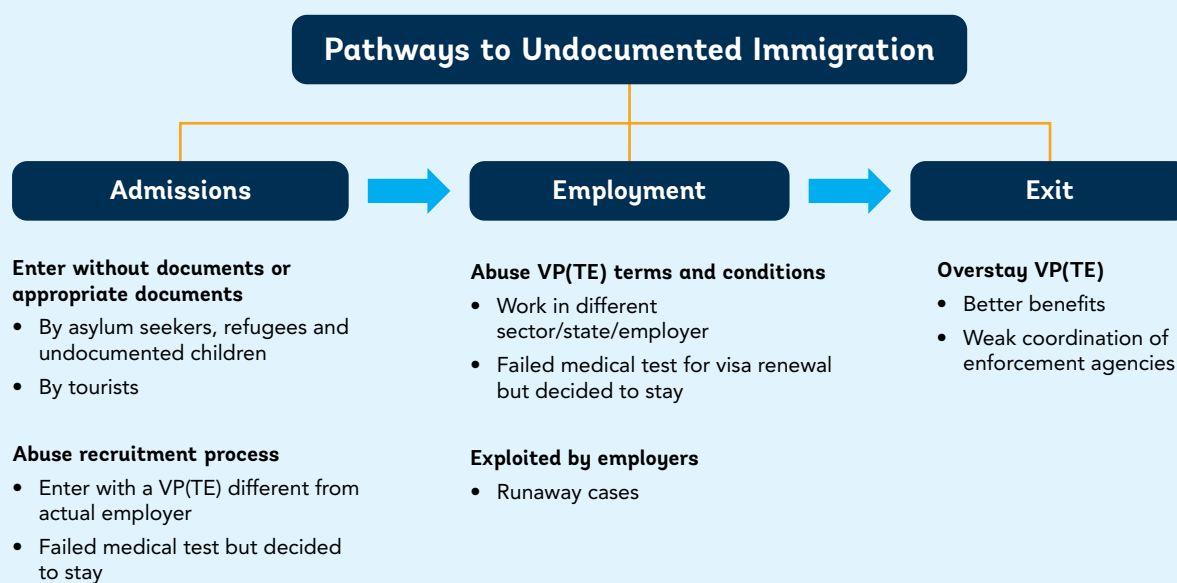 Pathways to Undocumented Immigration
Admissions
Enter without documents or
appropriate documents
• By asylum seekers, refugees and
undocumented children
• By tourists
Abuse recruitment process
• Enter with a VP(TE) different from
actual employer
• Failed medical test but decided
to stay
Employment
Abuse VP(TE) terms and conditions
• Work in different
sector/state/employer
• Failed medical test for visa renewal
but decided to stay
Exploited by employers
• Runaway cases
Exit
Overstay VP(TE)
• Better benefits
• Weak coordination of
enforcement agencies